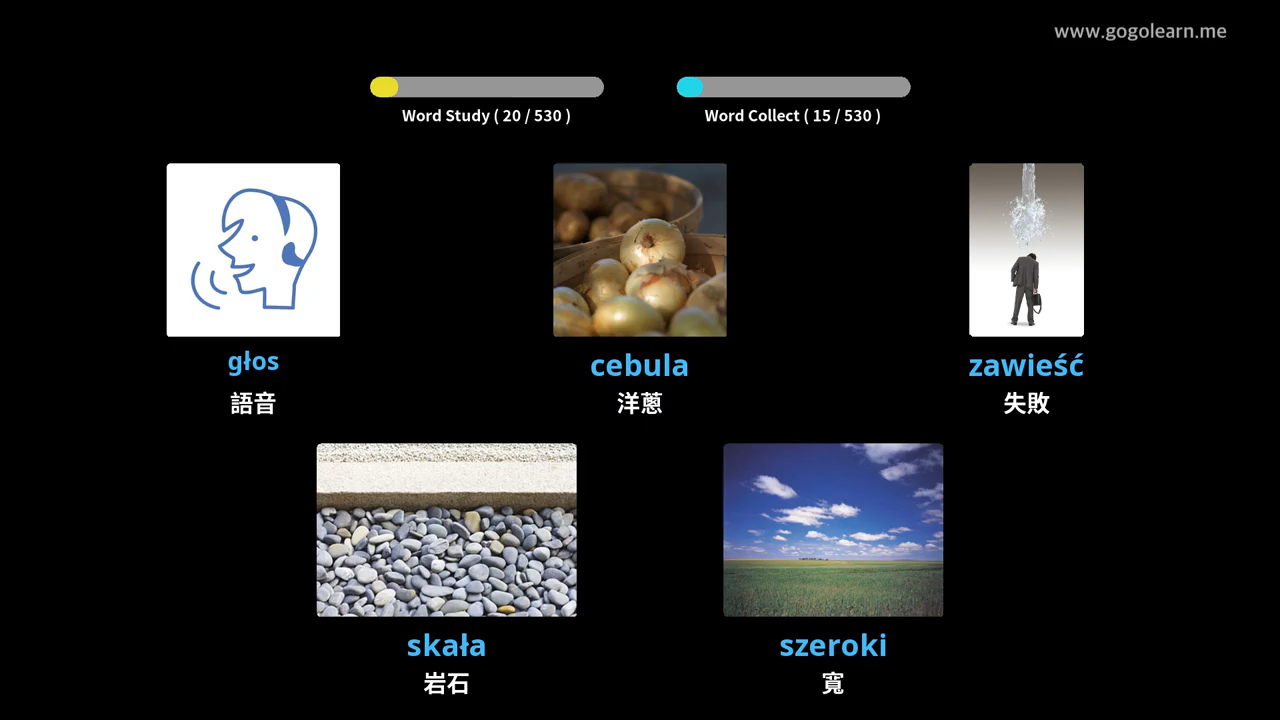 www.gogolearn.me
Word Study ( 20 / 530 )
Word Collect ( 15 / 530 )
głos
語音
cebula
洋蔥
zawieść
失敗
skała
岩石
szeroki
寬